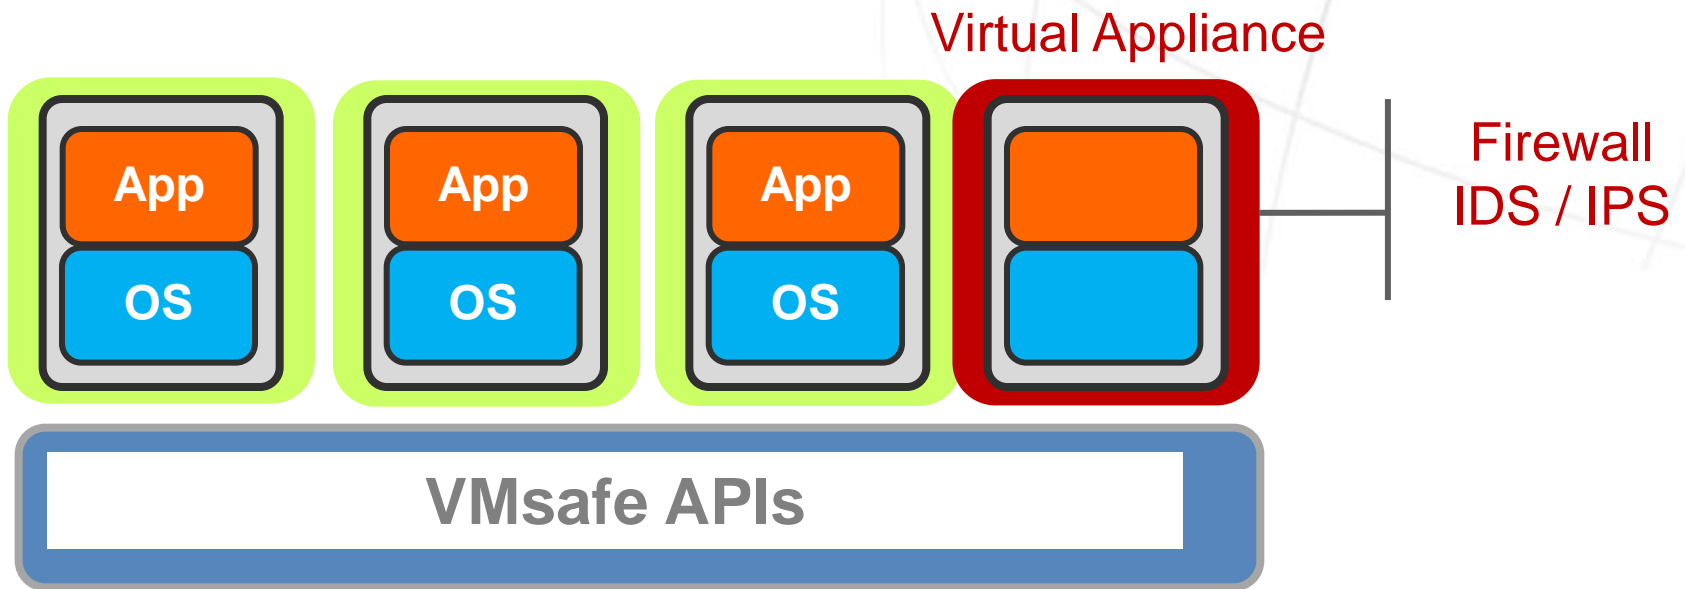 Virtual Appliance
App
App
App
Firewall
IDS / IPS
OS
OS
OS
VMsafe APIs